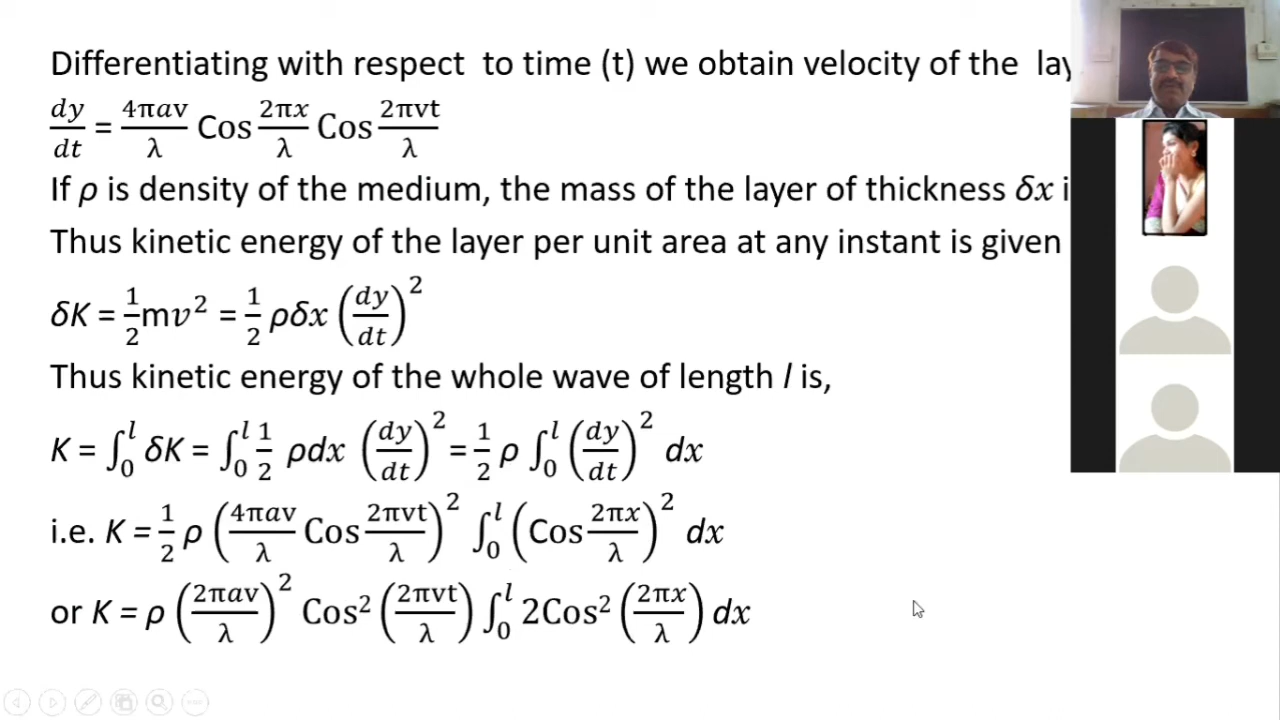 Differentiating with respect to time (t) we obtain velocity of the
dy/dt = 4πav/λ Cos 2πx/λ Cos 2πvt/λ
If ρ is density of the medium, the mass of the layer of thickness δx
Thus kinetic energy of the layer per unit area at any instant is given
δK = 1/2 mv² = 1/2 ρδx (dy/dt)²
Thus kinetic energy of the whole wave of length l is,
K = ∫₀ˡ δK = ∫₀ˡ 1/2 ρdx (dy/dt)² = 1/2 ρ ∫₀ˡ (dy/dt)² dx
i.e. K = 1/2 ρ (4πav/λ Cos 2πvt/λ)² ∫₀ˡ (Cos 2πx/λ)² dx
or K = ρ (2πav/λ)² Cos² (2πvt/λ) ∫₀ˡ 2Cos² (2πx/λ) dx